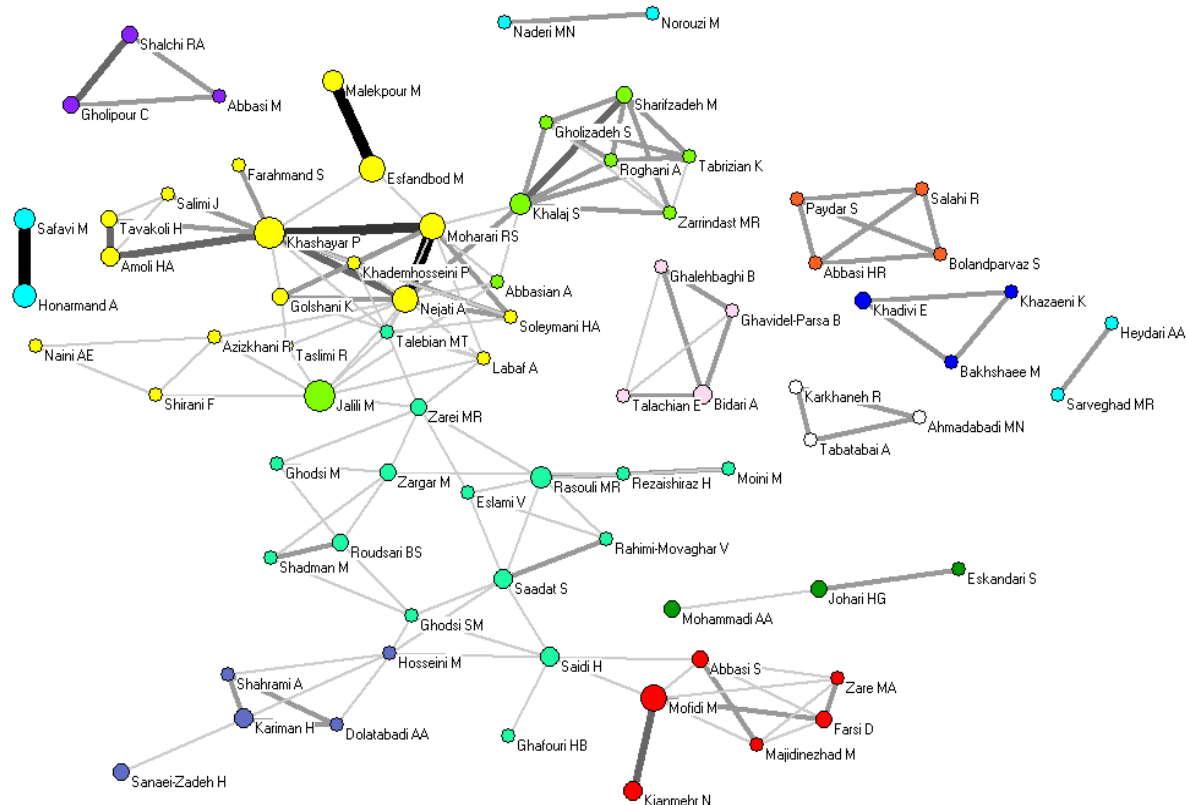 Norouzi M
Naderi MN
Shalchi RA
Malekpour M
Abbasi M
Gholipour C
Sharifzadeh M
Gholizadeh S
Tabrizian K
Roghani A
Farahmand S
Esfandbod M
Salimi J
Khalaj S
Zarrindast MR
Paydar S
Salahi R
Safavi M
Tavakoli H
Khashayar P
Moharari RS
Amoli HA
Khademhosseini P
Abbasi HR
Bolandparvaz S
Ghalehbaghi B
Honarmand A
Golshani K
Nejati A
Abbasian A
Khadivi E
Khazaeni K
Ghavidel-Parsa B
Soleymani HA
Azizkhani R
Talebian MT
Heydari AA
Naini AE
Taslimi R
Labaf A
Bakhshaee M
Shirani F
Jalili M
Talachian E
Bidari A
Karkhaneh R
Sarveghad MR
Zarei MR
Ahmadabadi MN
Tabatabai A
Ghodsi M
Zargar M
Rasouli MR
Rezaishiraz H
Moini M
Eslami V
Roudsari BS
Rahimi-Movaghar V
Shadman M
Saadat S
Eskandari S
Johari HG
Mohammadi AA
Ghodsi SM
Hosseini M
Saidi H
Abbasi S
Shahrami A
Zare MA
Mofidi M
Kariman H
Dolatabadi AA
Farsi D
Ghafouri HB
Majidinezhad M
Sanaei-Zadeh H
Kianmehr N